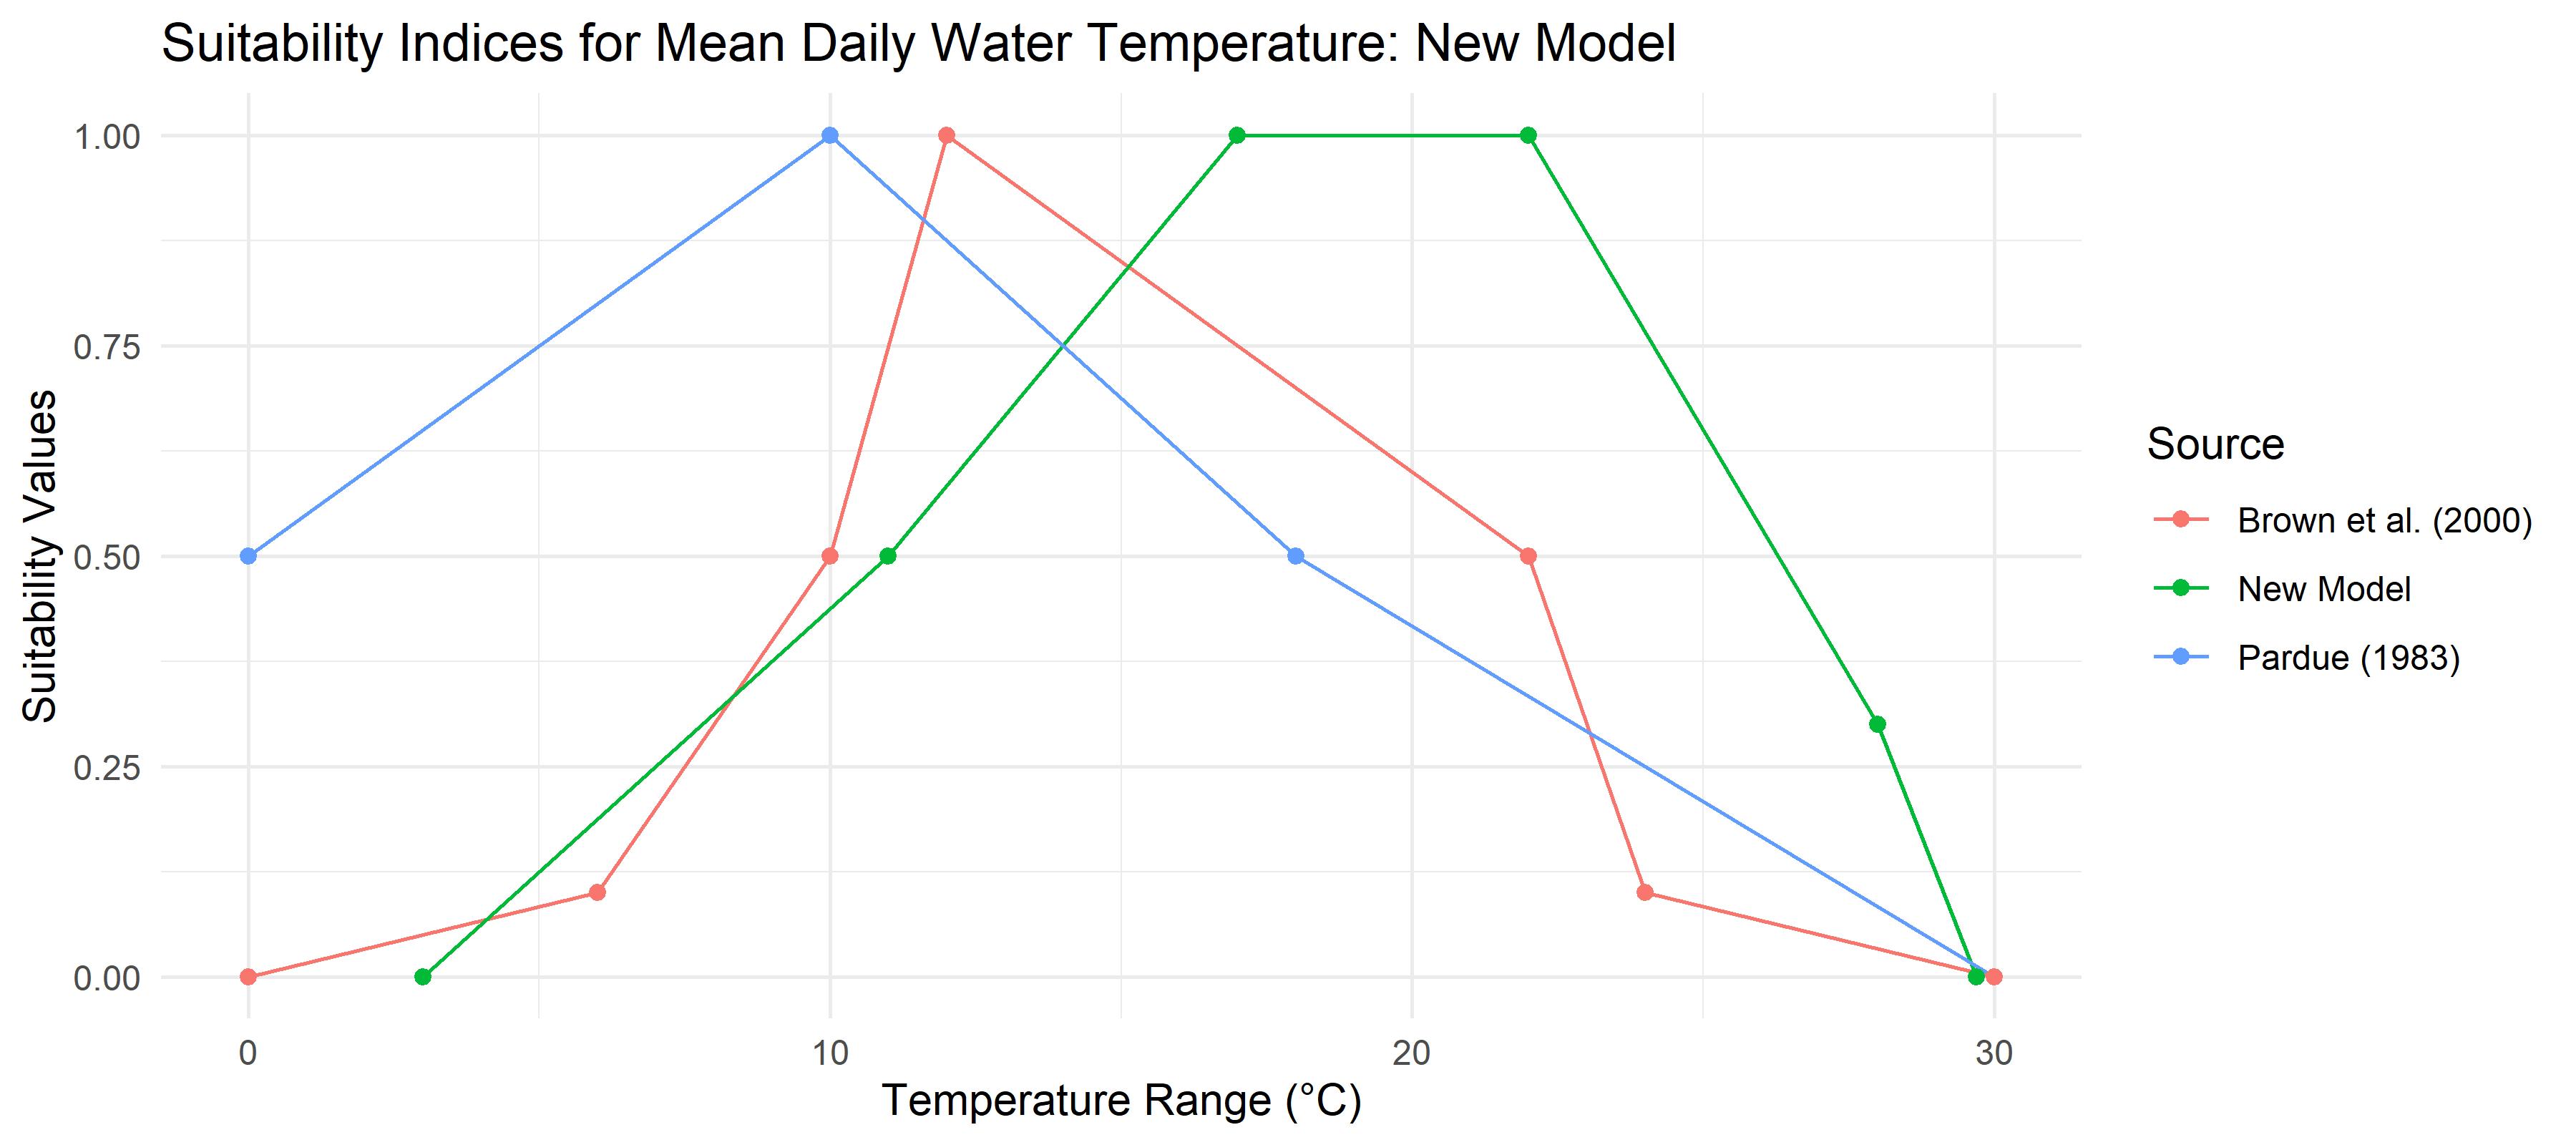 Suitability Indices for Mean Daily Water Temperature: New Model
1.00
0.75
0.50
0.25
0.00
Suitability Values
0 10 20 30
Temperature Range (°C)
Source
Brown et al. (2000)
New Model
Pardue (1983)